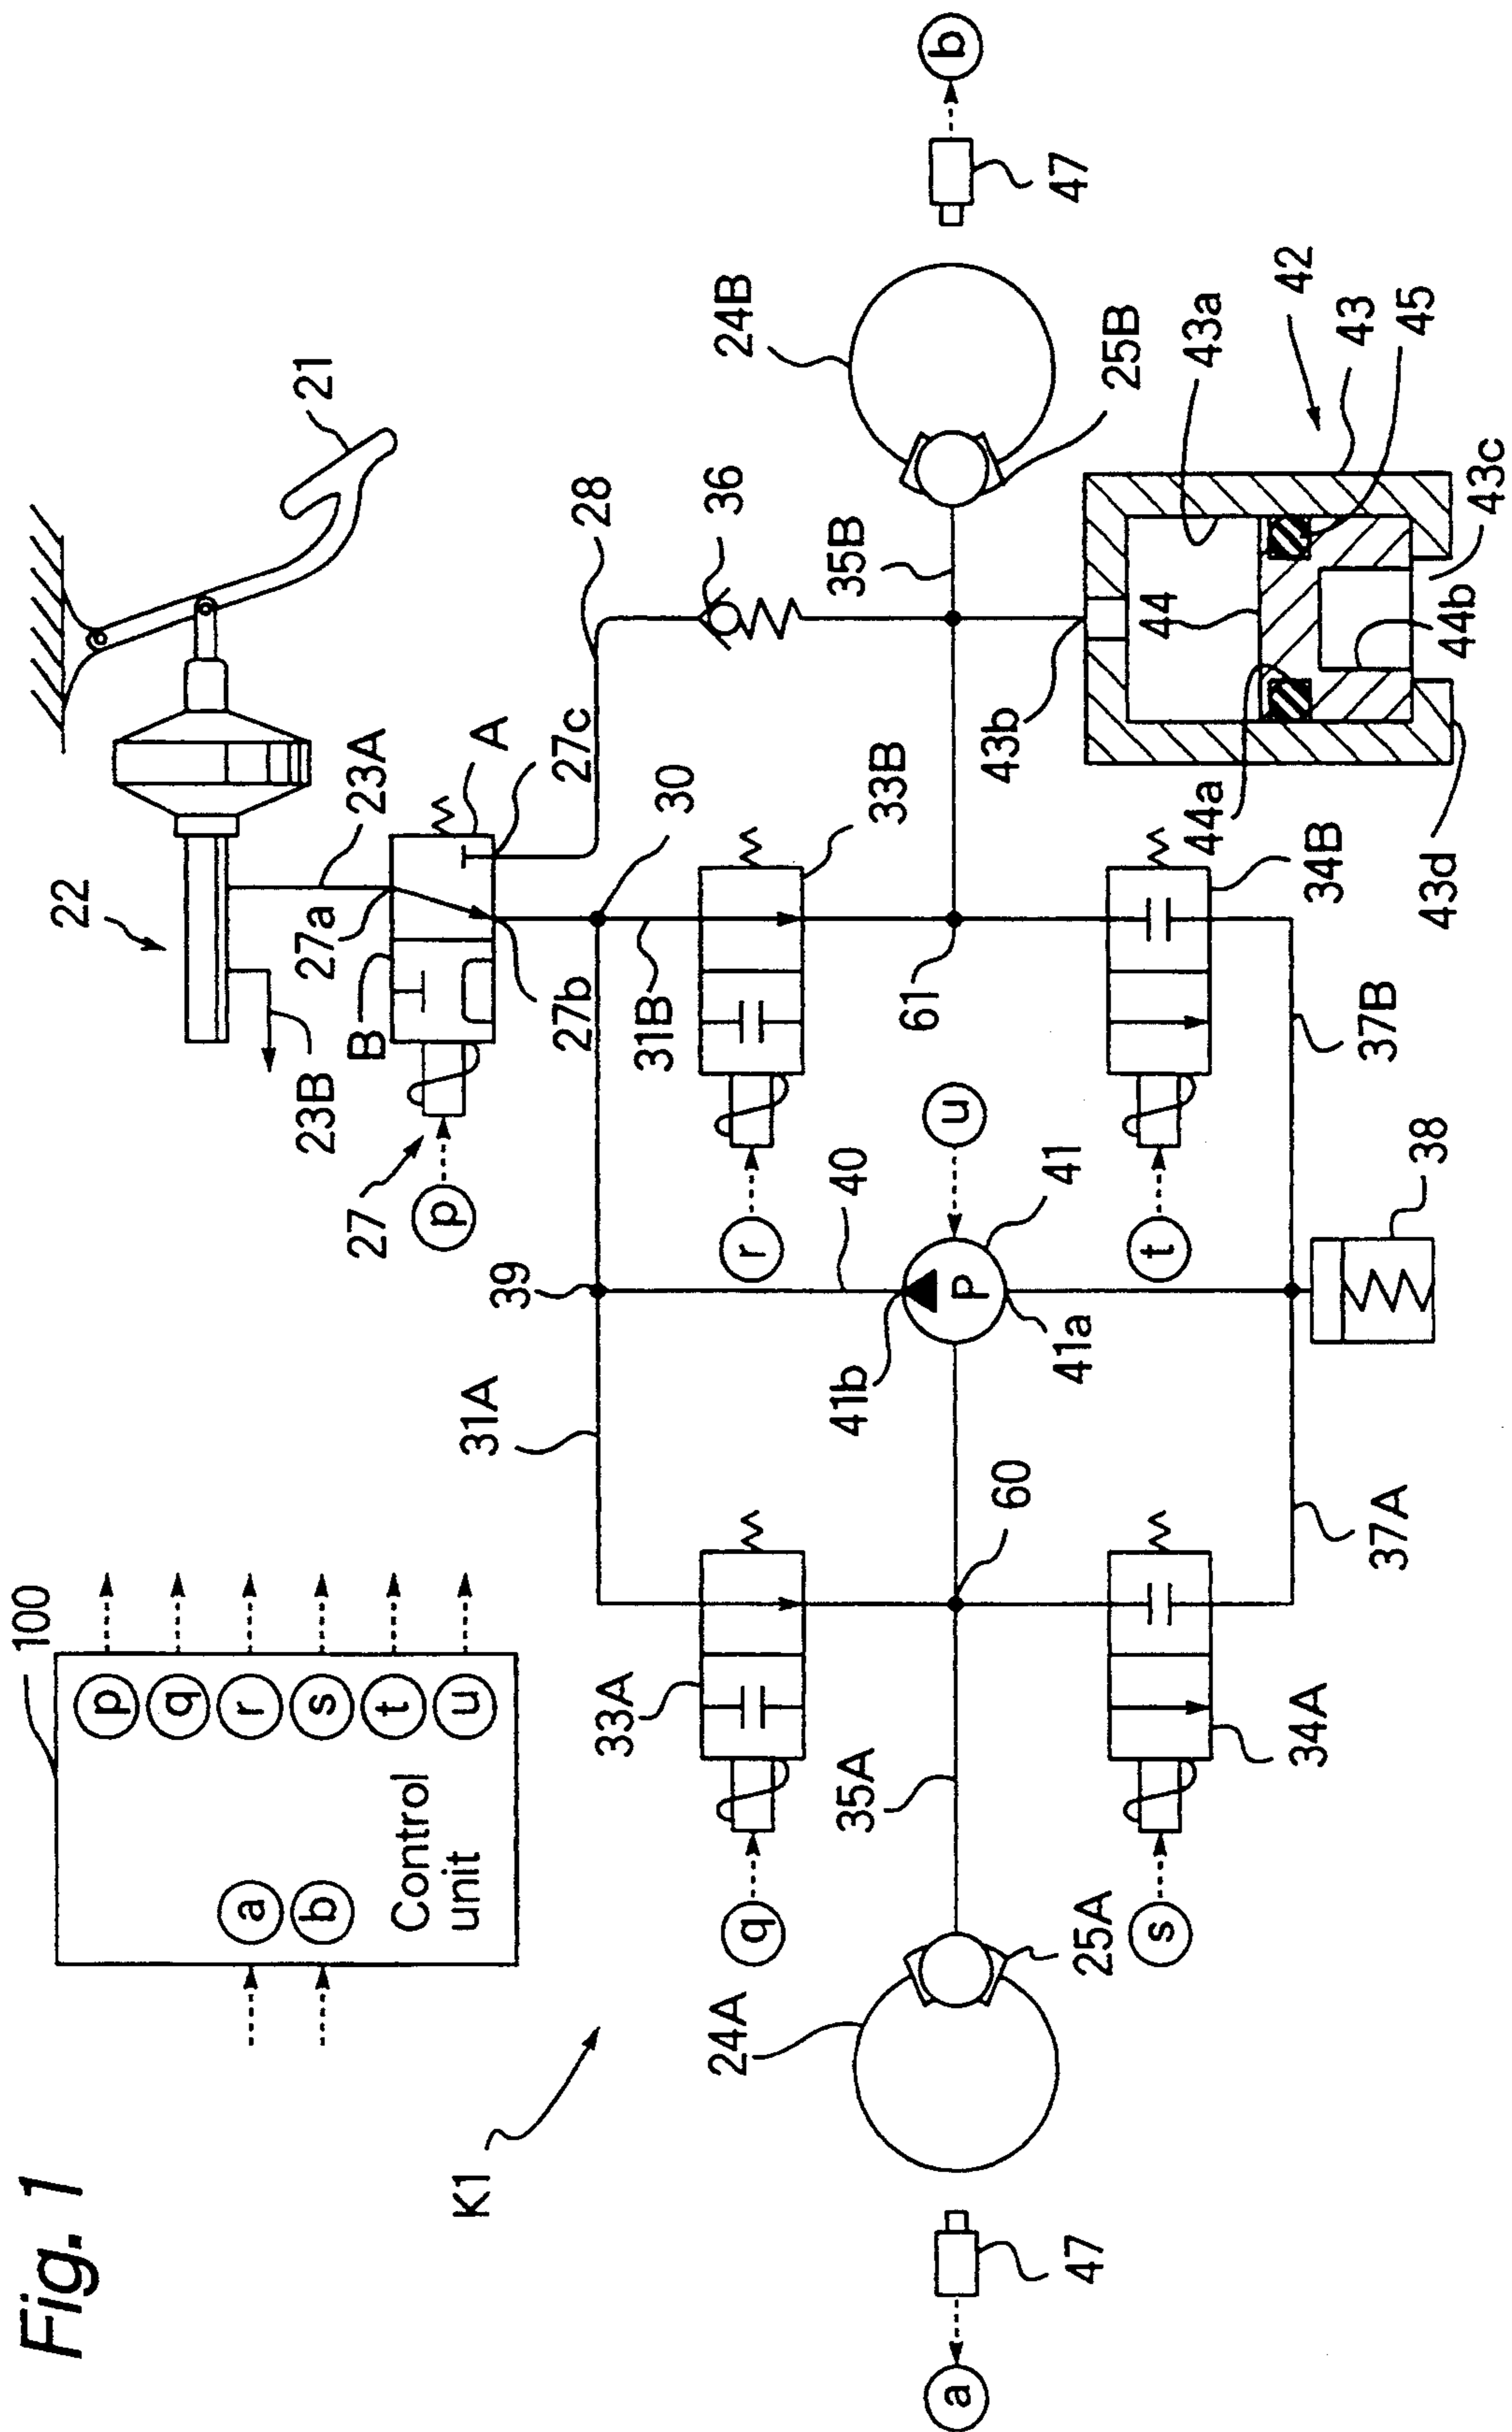 Fig. 1
100
a
b
Control
unit
p
q
r
s
t
u
K1
22
21
23B
23A
27
p
B
27a
27b
A
27c
28
30
39
31A
31B
36
33A
33B
q
r
40
41b
41
41a
P
u
60
61
35A
35B
24A
25A
24B
25B
47
a
47
b
34A
34B
s
t
37A
37B
38
42
43
43a
43b
43c
43d
44
44a
44b
45